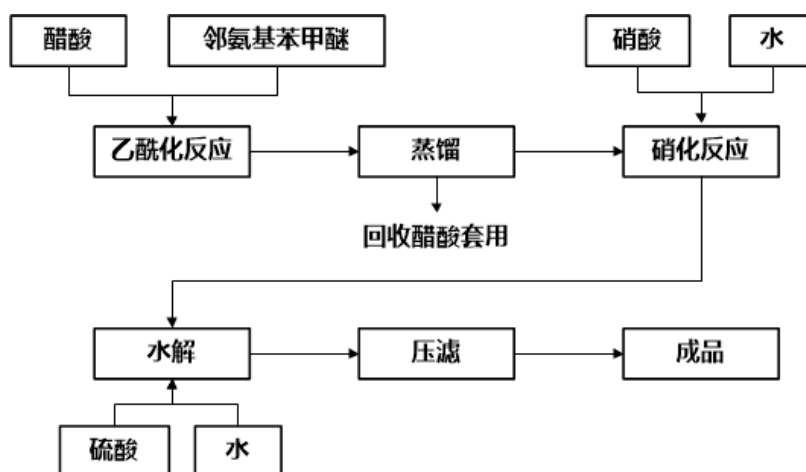 醋酸
邻氨基苯甲醚
硝酸
水
乙酰化反应
蒸馏
硝化反应
回收醋酸套用
水解
压滤
成品
硫酸
水